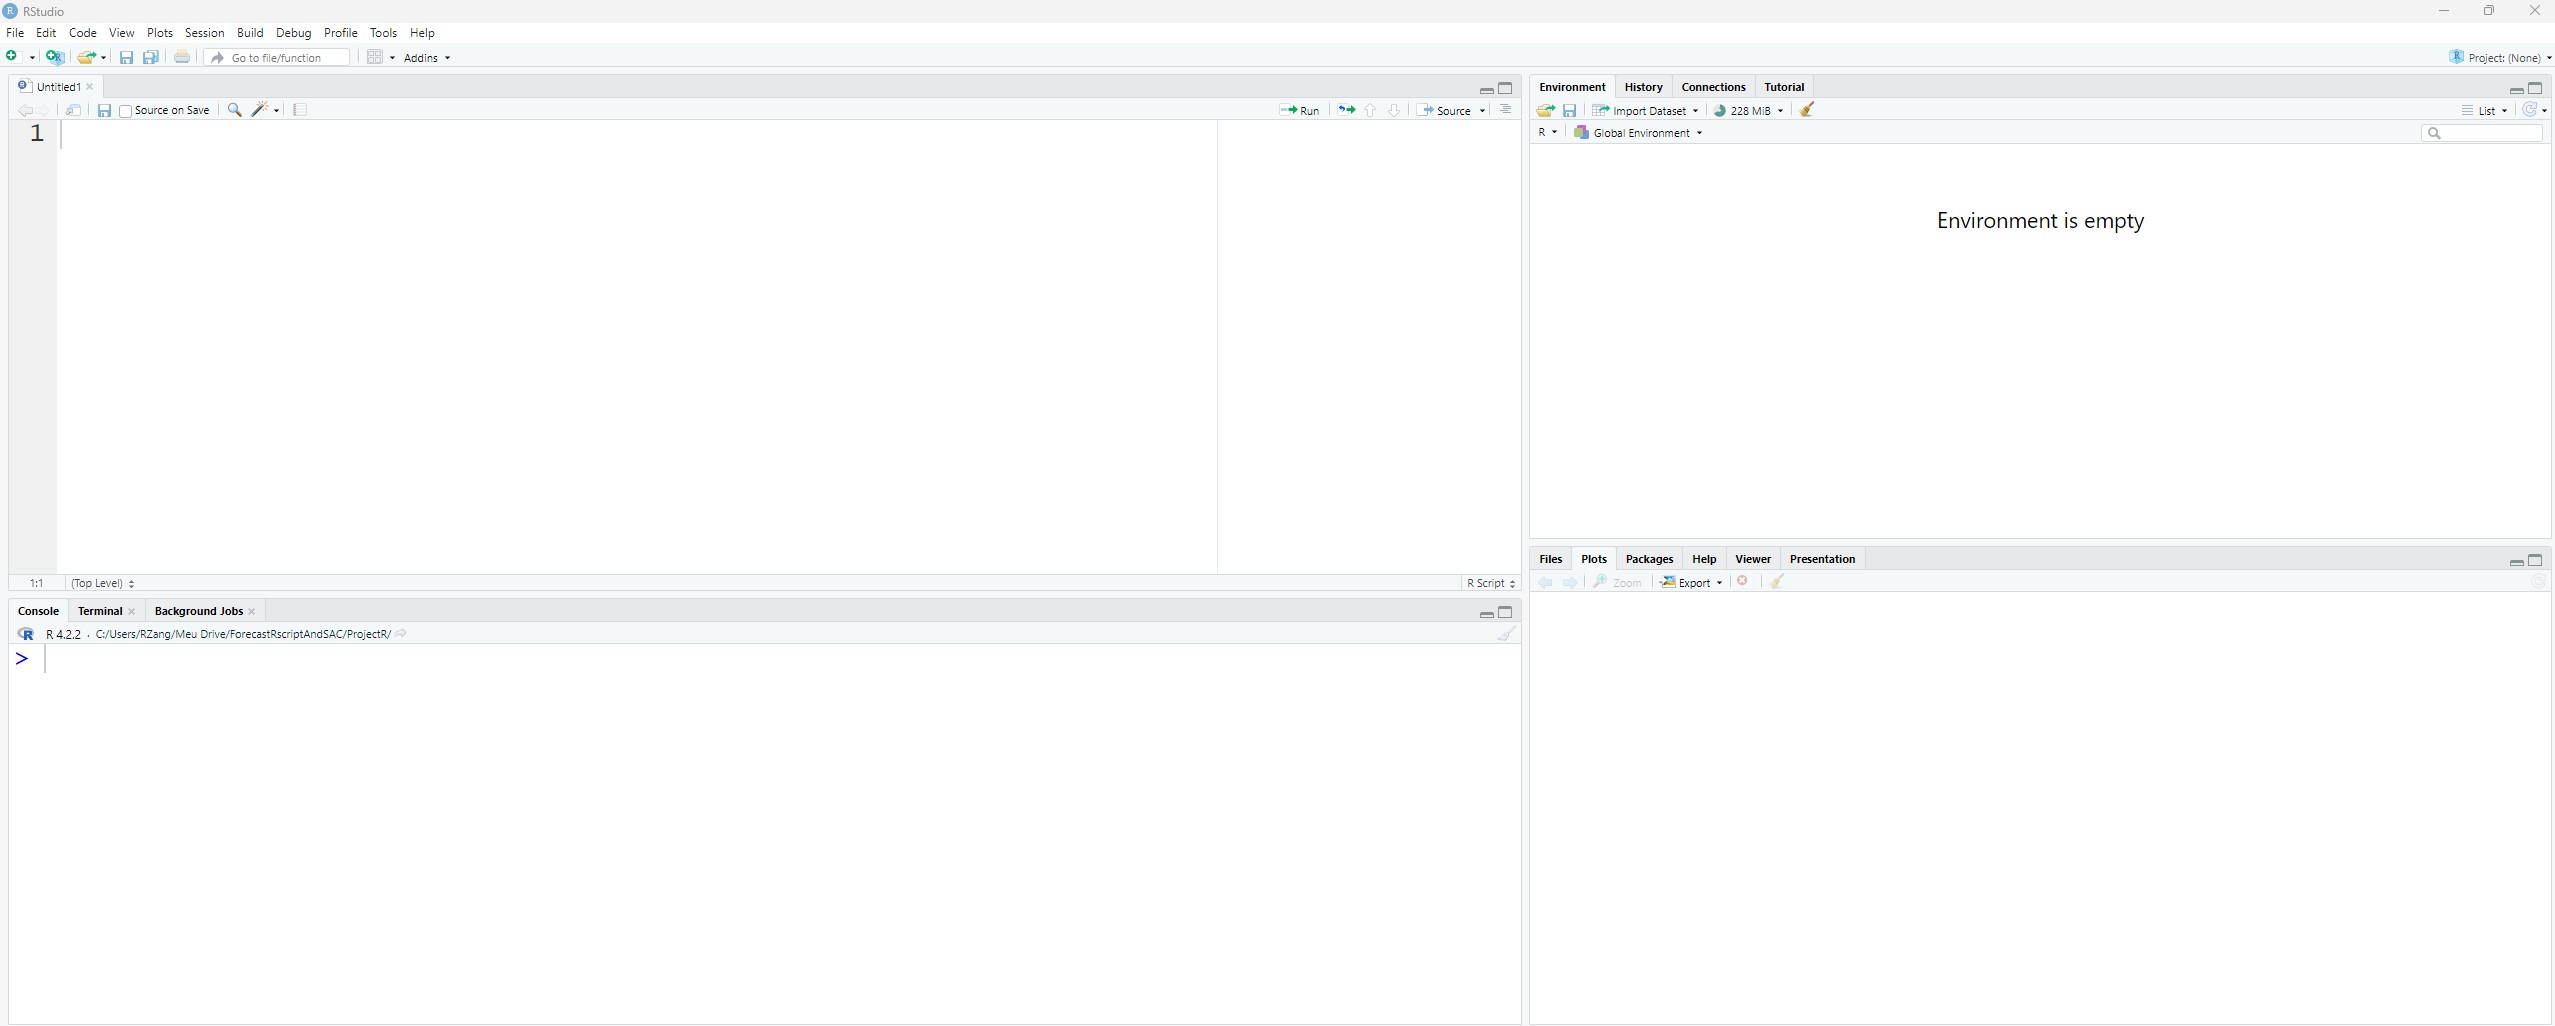 RStudio
File Edit Code View Plots Session Build Debug Profile Tools Help
Go to file/function Addins Project: (None)
Untitled1
Source on Save Run Source
1
1:1 (Top Level) R Script
Console Terminal Background Jobs
R 4.2.2 · C:/Users/RZang/Meu Drive/ForecastRscriptAndSAC/ProjectR/
>
Environment History Connections Tutorial
Import Dataset 228 MiB List
R Global Environment
Environment is empty
Files Plots Packages Help Viewer Presentation
Zoom Export